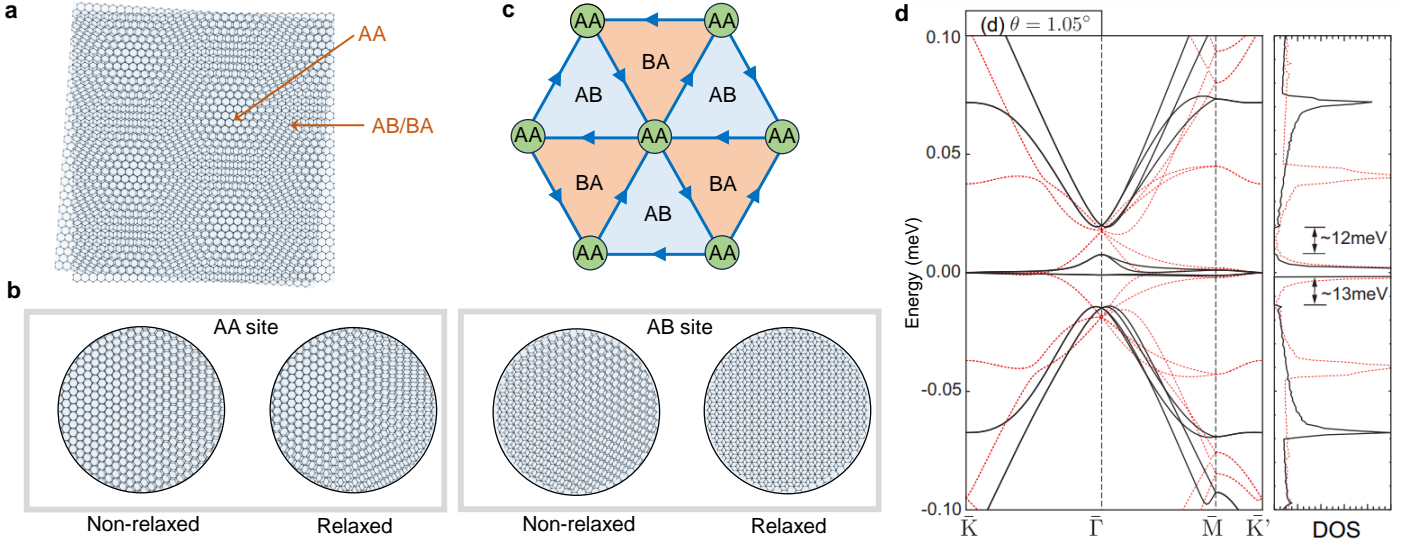 a
AA
AB/BA
b
AA site
Non-relaxed
Relaxed
AB site
Non-relaxed
Relaxed
c
AA
AA
BA
AB
AB
AA
AA
AA
BA
BA
AB
AA
AA
d
(d) θ = 1.05°
Energy (meV)
0.10
0.05
0.00
-0.05
-0.10
K̄
Γ̄
M̄
K̄'
~12meV
~13meV
DOS